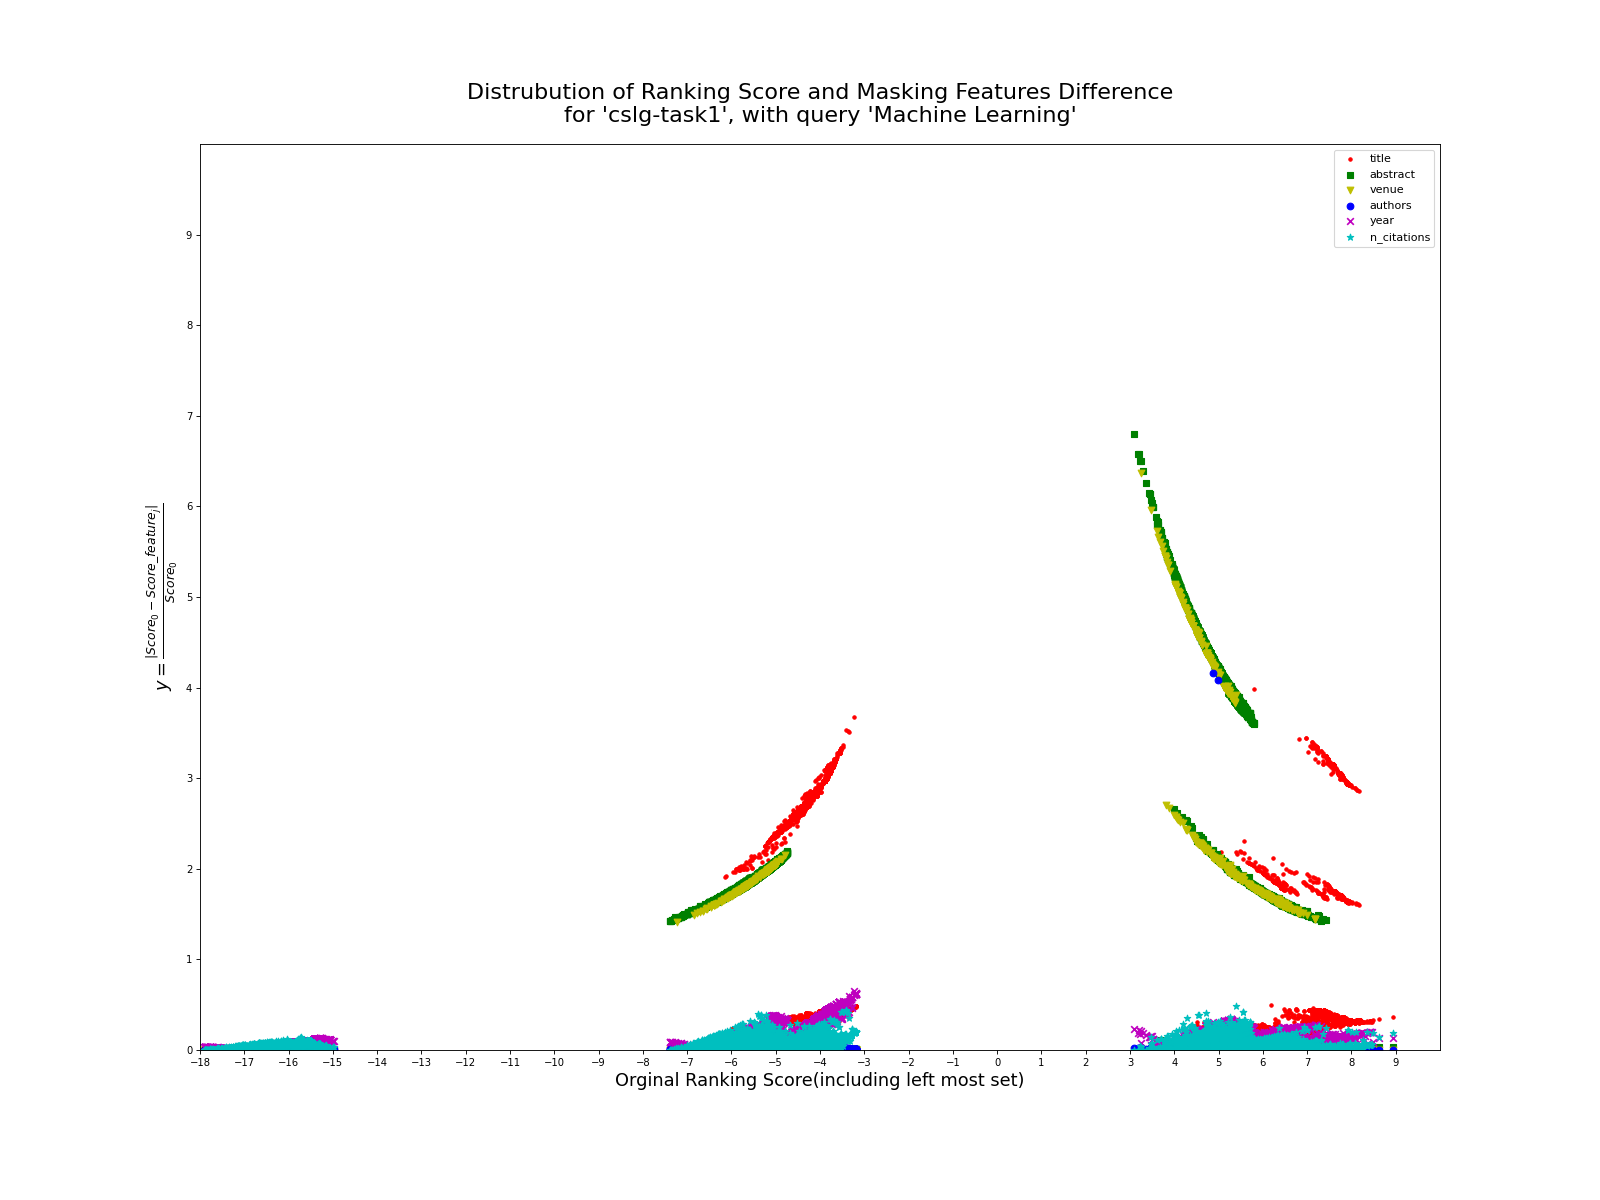 Distrubution of Ranking Score and Masking Features Difference
for 'cslg-task1', with query 'Machine Learning'
title
abstract
venue
authors
year
n_citations
9
8
7
6
5
4
3
2
1
0
y = |Score_0 − Score_feature_j| / Score_0
−18 −17 −16 −15 −14 −13 −12 −11 −10 −9 −8 −7 −6 −5 −4 −3 −2 −1 0 1 2 3 4 5 6 7 8 9
Orginal Ranking Score(including left most set)